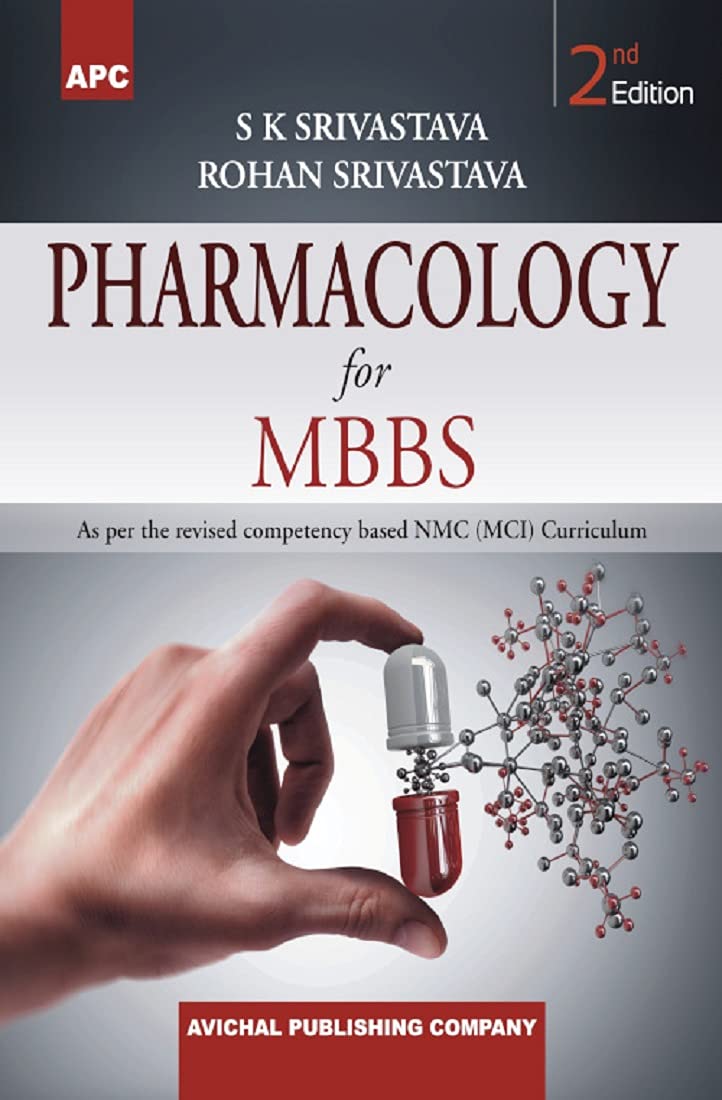 APC
2nd
Edition
S K SRIVASTAVA
ROHAN SRIVASTAVA
PHARMACOLOGY
for
MBBS
As per the revised competency based NMC (MCI) Curriculum
AVICHAL PUBLISHING COMPANY